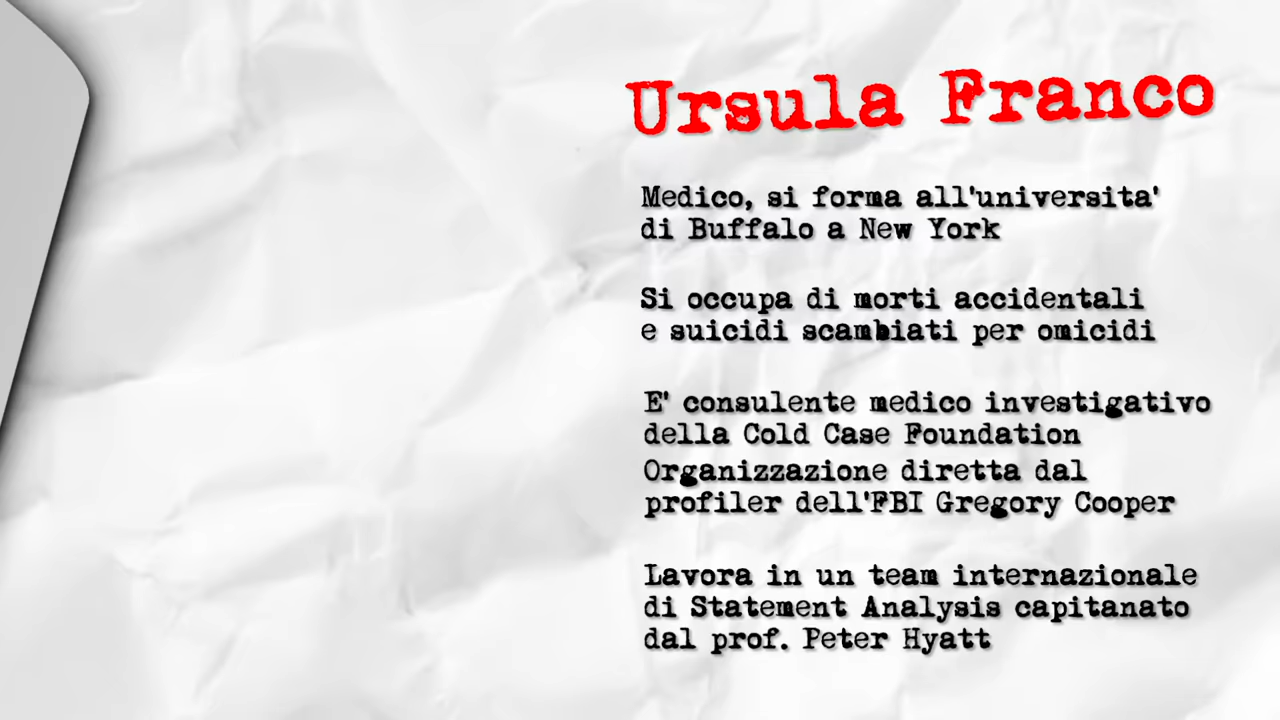 Ursula Franco
Medico, si forma all'universita'
di Buffalo a New York
Si occupa di morti accidentali
e suicidi scambiati per omicidi
E' consulente medico investigativo
della Cold Case Foundation
Organizzazione diretta dal
profiler dell'FBI Gregory Cooper
Lavora in un team internazionale
di Statement Analysis capitanato
dal prof. Peter Hyatt